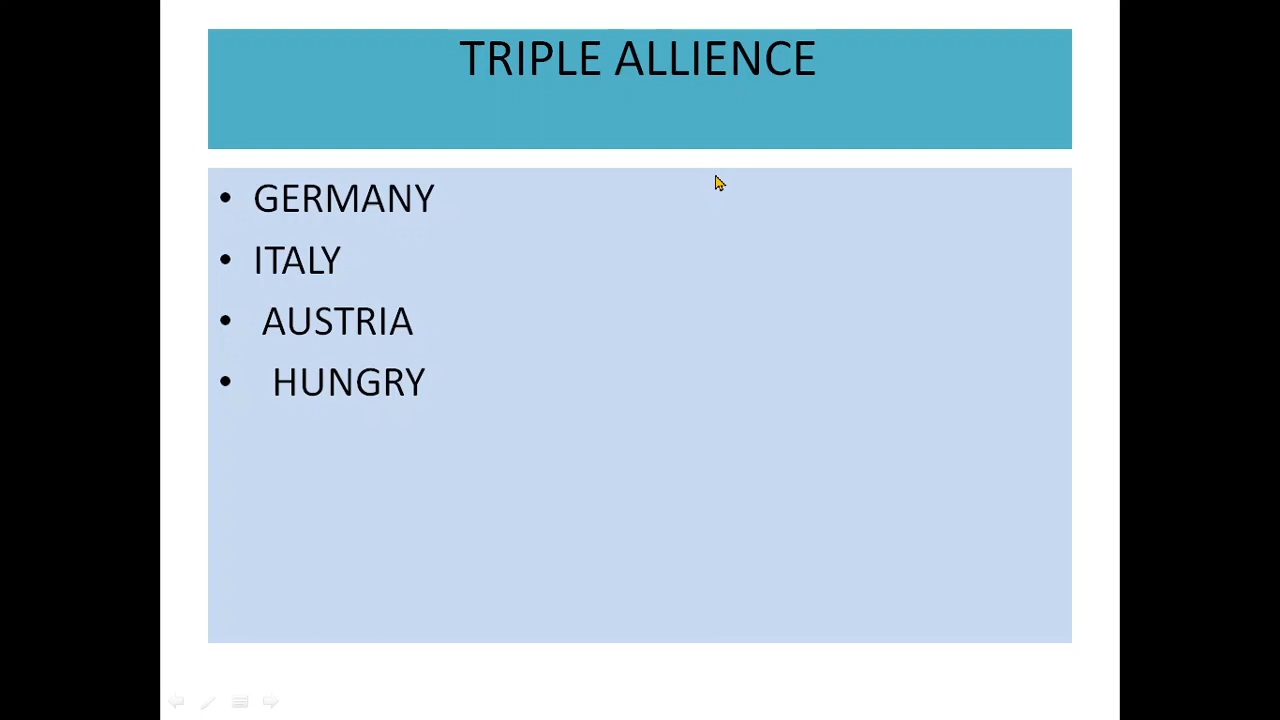 TRIPLE ALLIENCE
• GERMANY
• ITALY
• AUSTRIA
• HUNGRY